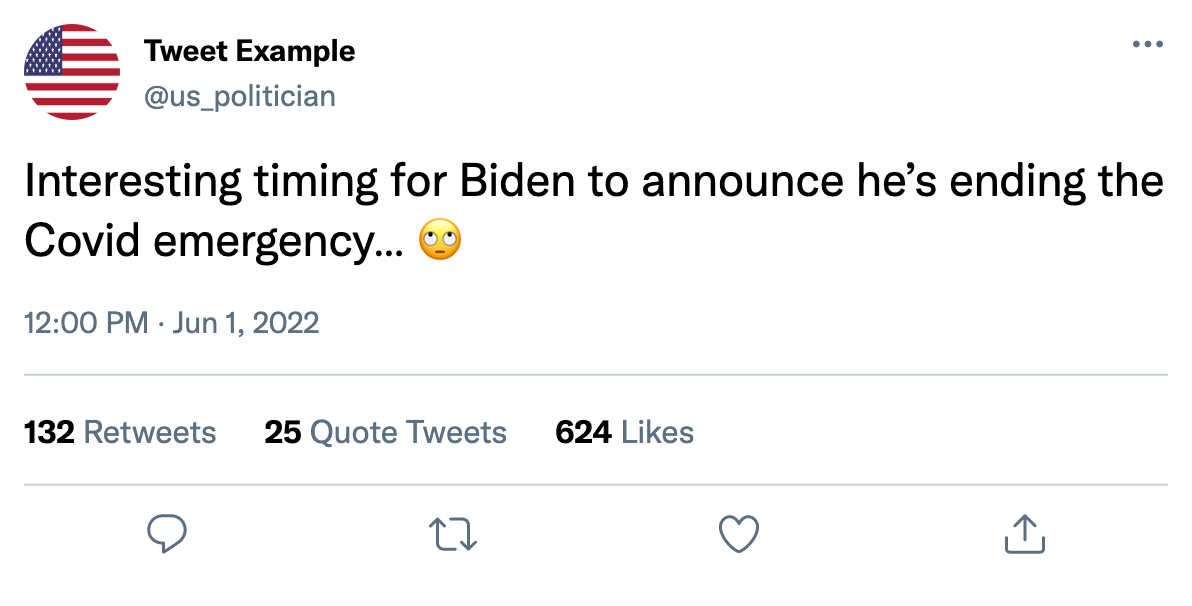 Tweet Example
@us_politician
Interesting timing for Biden to announce he’s ending the
Covid emergency... 🙄
12:00 PM · Jun 1, 2022
132 Retweets 25 Quote Tweets 624 Likes